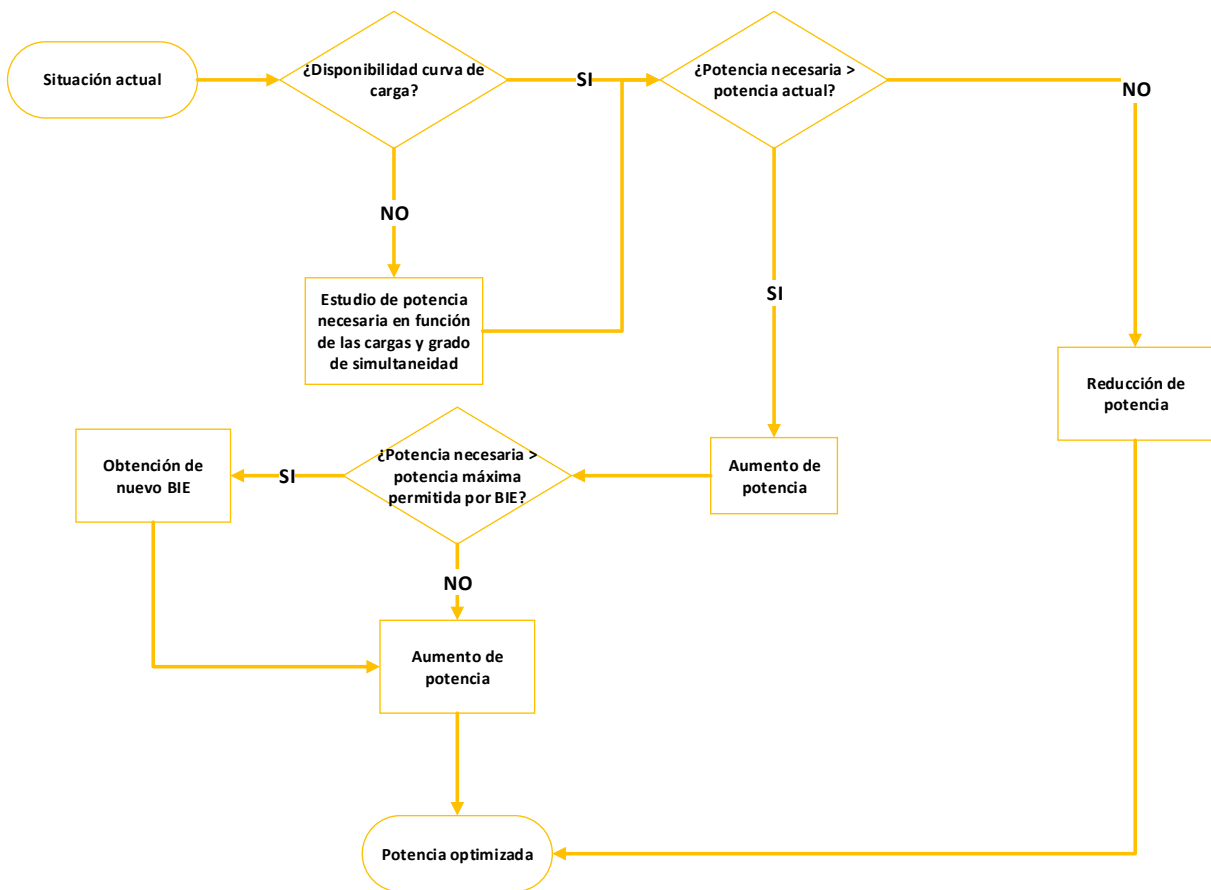 Situación actual
¿Disponibilidad curva de
carga?
SI
¿Potencia necesaria >
potencia actual?
NO
NO
SI
Estudio de potencia
necesaria en función
de las cargas y grado
de simultaneidad
Reducción de
potencia
Obtención de
nuevo BIE
SI
¿Potencia necesaria >
potencia máxima
permitida por BIE?
Aumento de
potencia
NO
Aumento de
potencia
Potencia optimizada